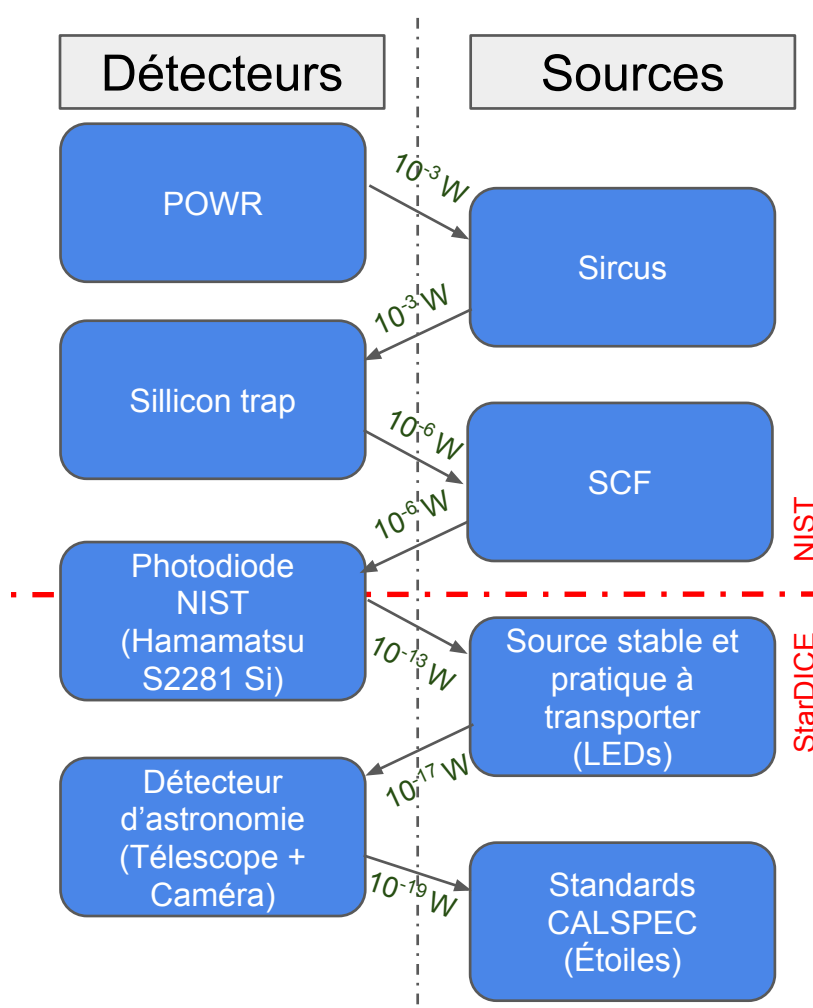 Détecteurs
Sources
POWR
10⁻³ W
Sircus
10⁻³ W
Sillicon trap
10⁻⁶ W
SCF
10⁻⁶ W
NIST
Photodiode
NIST
(Hamamatsu
S2281 Si)
10⁻¹³ W
Source stable et
pratique à
transporter
(LEDs)
StarDICE
10⁻¹⁷ W
Détecteur
d’astronomie
(Télescope +
Caméra)
10⁻¹⁹ W
Standards
CALSPEC
(Étoiles)